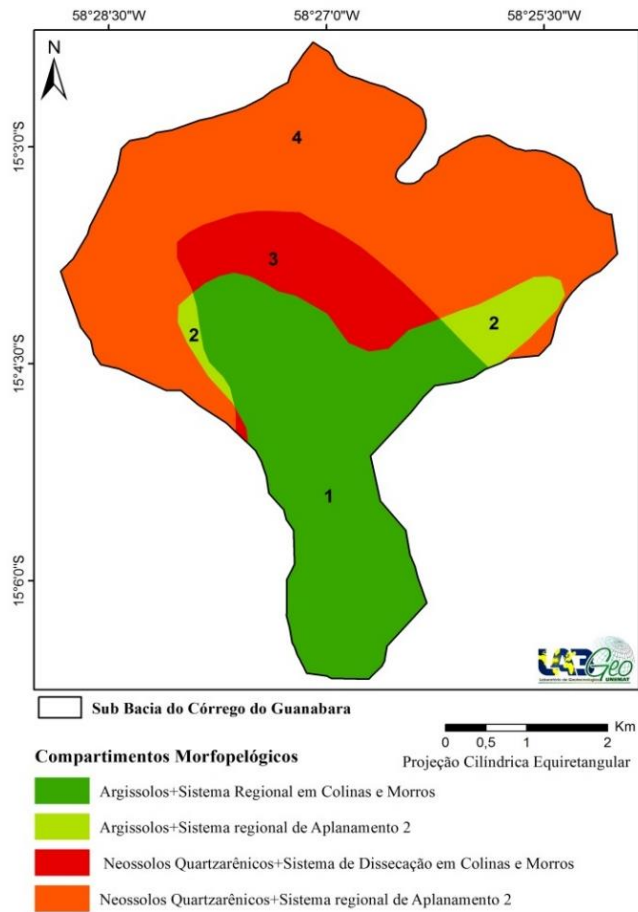 58°28'30"W 58°27'0"W 58°25'30"W
N
15°3'0"S
4
3
2
2
15°4'30"S
1
15°6'0"S
LABGeo
UNEMAT
Sub Bacia do Córrego do Guanabara
Km
0 0,5 1 2
Projeção Cilíndrica Equiretangular
Compartimentos Morfopelógicos
Argissolos+Sistema Regional em Colinas e Morros
Argissolos+Sistema regional de Aplanamento 2
Neossolos Quartzarênicos+Sistema de Dissecação em Colinas e Morros
Neossolos Quartzarênicos+Sistema regional de Aplanamento 2